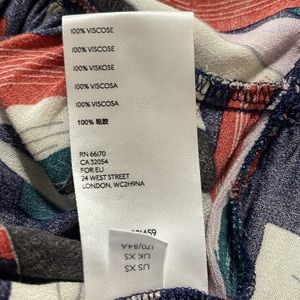 100% VISCOSE
100% VISCOSE
100% VISKOSE
100% VISCOSA
100% VISCOSA
100% 粘胶
RN 66170
CA 32054
FOR EU
24 WEST STREET
LONDON, WC2H9NA
US XS
UK XS
170/84A